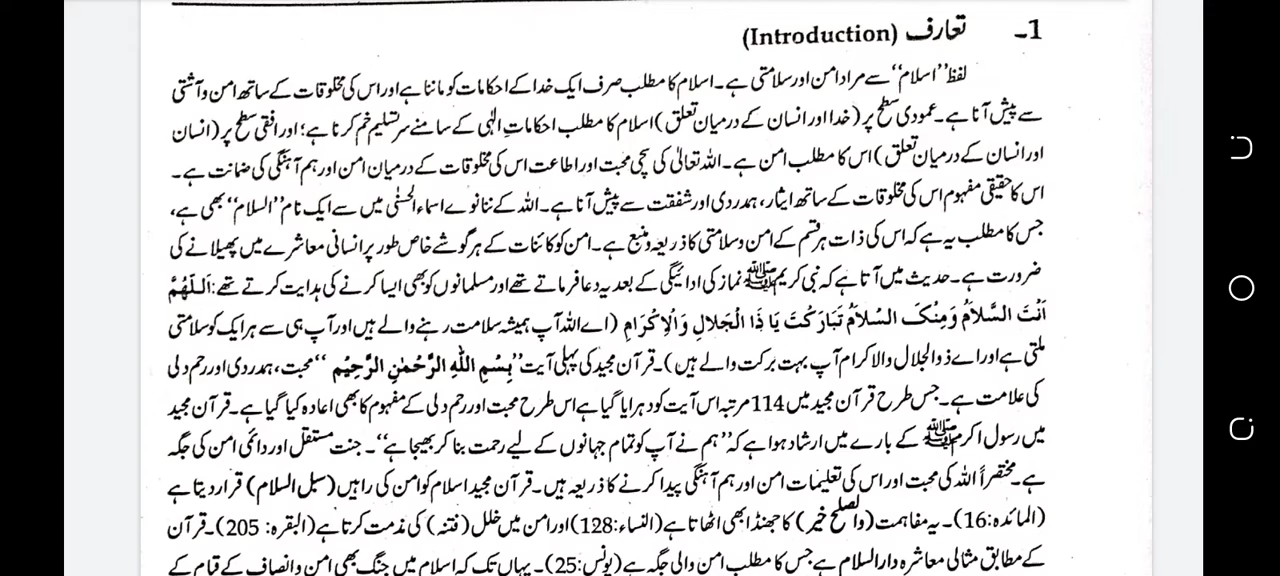 1۔ تعارف (Introduction)
لفظ ”اسلام“ سے مراد امن اور سلامتی ہے۔ اسلام کا مطلب صرف ایک خدا کے احکامات کو ماننا ہے اور اس کی مخلوقات کے ساتھ امن و آشتی
سے پیش آنا ہے۔ عمودی سطح پر (خدا اور انسان کے درمیان تعلق) اسلام کا مطلب احکاماتِ الٰہی کے سامنے سر تسلیم خم کرنا ہے؛ اور افقی سطح پر (انسان
اور انسان کے درمیان تعلق) اس کا مطلب امن ہے۔ اللہ تعالیٰ کی سچی محبت اور اطاعت اس کی مخلوقات کے درمیان امن اور ہم آہنگی کی ضمانت ہے۔
اس کا حقیقی مفہوم اس کی مخلوقات کے ساتھ ایثار، ہمدردی اور شفقت سے پیش آنا ہے۔ اللہ کے ننانوے اسماء الحسنٰی میں سے ایک نام ”السلام“ بھی ہے،
جس کا مطلب یہ ہے کہ اس کی ذات ہر قسم کے امن و سلامتی کا ذریعہ و منبع ہے۔ امن کو کائنات کے ہر گوشے خاص طور پر انسانی معاشرے میں پھیلانے کی
ضرورت ہے۔ حدیث میں آتا ہے کہ نبی کریم ﷺ نماز کی ادائیگی کے بعد یہ دعا فرماتے تھے اور مسلمانوں کو بھی ایسا کرنے کی ہدایت کرتے تھے: اَللّٰهُمَّ
اَنْتَ السَّلاَمُ وَمِنْکَ السَّلاَمُ تَبَارَکْتَ یَا ذَا الْجَلَالِ وَالْاِکْرَامِ (اے اللہ آپ ہمیشہ سلامت رہنے والے ہیں اور آپ ہی سے ہر ایک کو سلامتی
ملتی ہے اور اے ذوالجلال والاکرام آپ بہت برکت والے ہیں)۔ قرآن مجید کی پہلی آیت ”بِسْمِ اللّٰهِ الرَّحْمٰنِ الرَّحِیْم“ محبت، ہمدردی اور رحم دلی
کی علامت ہے۔ جس طرح قرآن مجید میں 114 مرتبہ اس آیت کو دہرایا گیا ہے اس طرح محبت اور رحم دلی کے مفہوم کا بھی اعادہ کیا گیا ہے۔ قرآن مجید
میں رسول اکرم ﷺ کے بارے میں ارشاد ہوا ہے کہ ”ہم نے آپ کو تمام جہانوں کے لیے رحمت بنا کر بھیجا ہے“۔ جنت مستقل اور دائمی امن کی جگہ
ہے۔ مختصراً اللہ کی محبت اور اس کی تعلیمات امن اور ہم آہنگی پیدا کرنے کا ذریعہ ہیں۔ قرآن مجید اسلام کو امن کی راہیں (سبل السلام) قرار دیتا ہے
(المائدہ:16)۔ یہ مفاہمت (والصلح خیر) کا جھنڈا بھی اٹھاتا ہے (النساء:128) اور امن میں خلل (فتنہ) کی مذمت کرتا ہے (البقرہ: 205)۔ قرآن
کے مطابق مثالی معاشرہ دار السلام ہے جس کا مطلب امن والی جگہ ہے (یونس:25)۔ یہاں تک کہ اسلام میں جنگ بھی امن و انصاف کے قیام کے